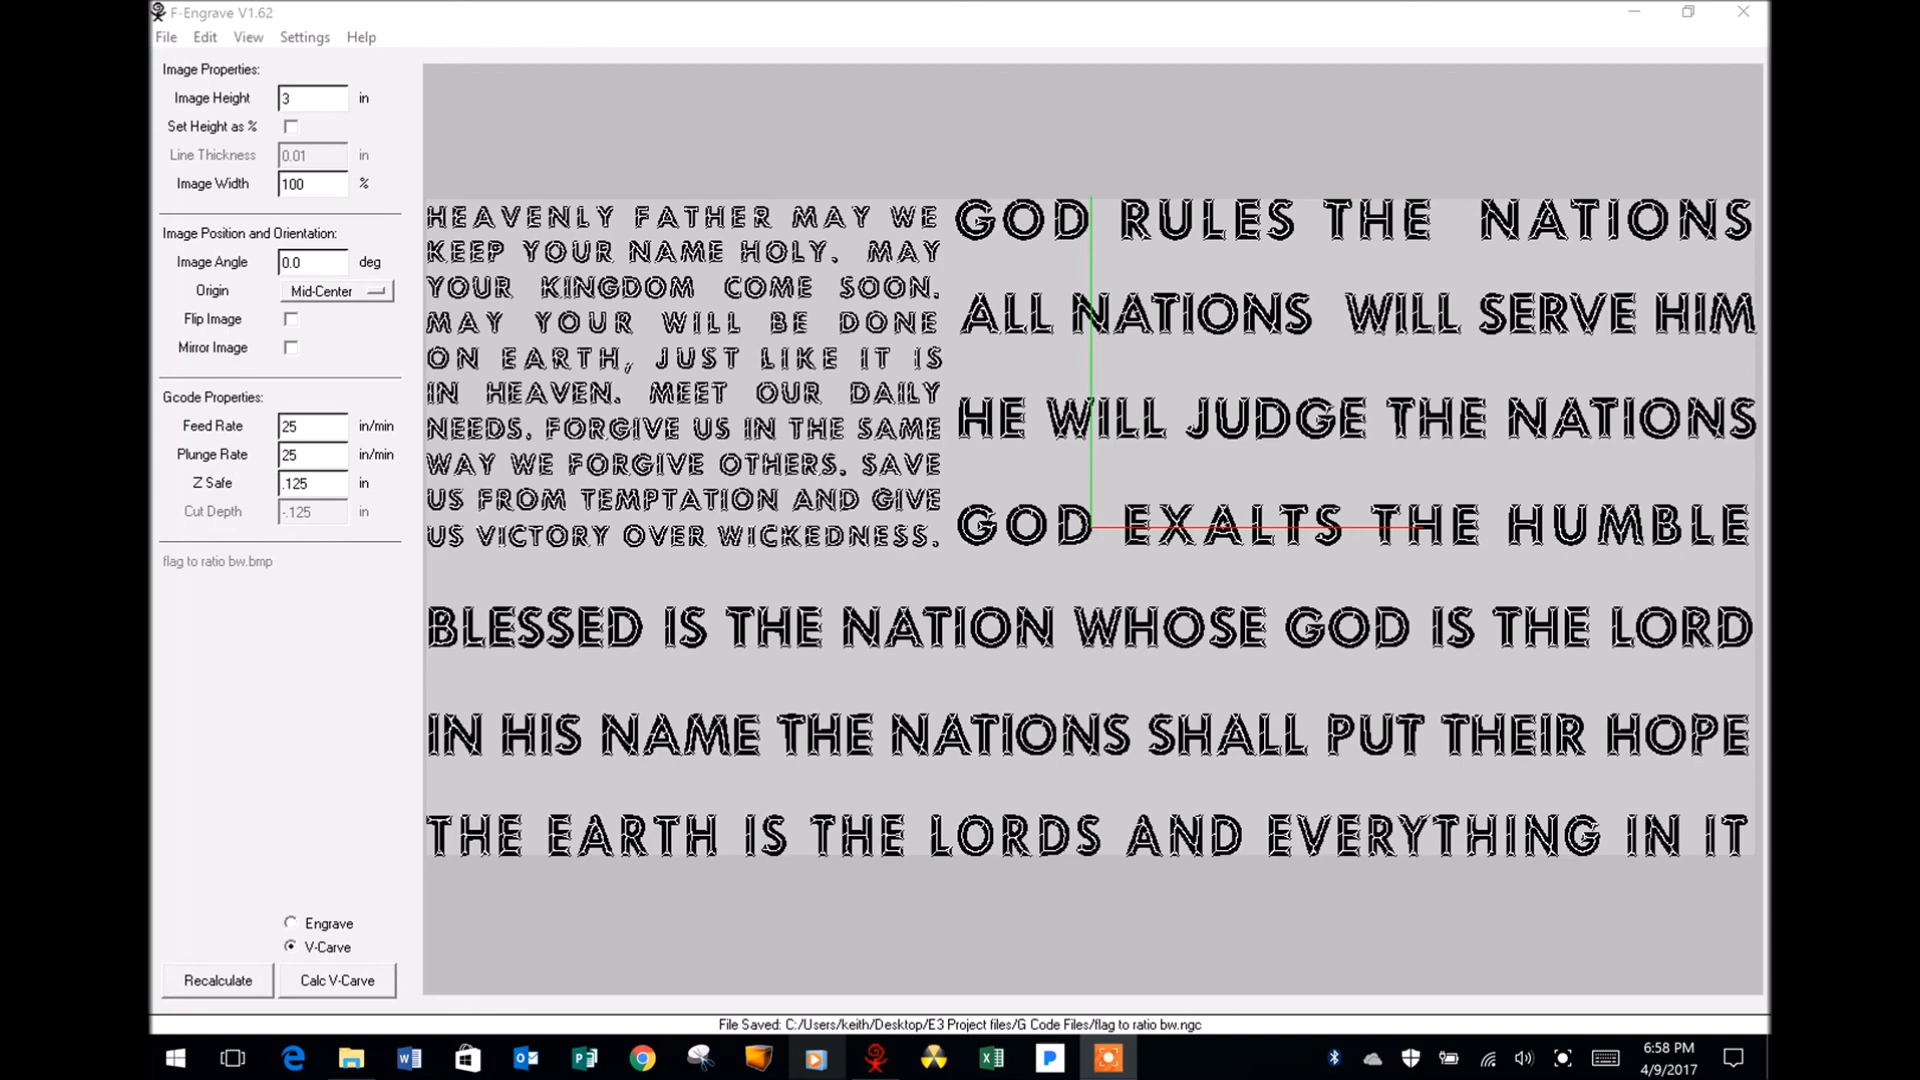 F-Engrave V1.62
File Edit View Settings Help
Image Properties:
Image Height 3 in
Set Height as %
Line Thickness 0.01 in
Image Width 100 %
Image Position and Orientation:
Image Angle 0.0 deg
Origin Mid-Center
Flip Image
Mirror Image
Gcode Properties:
Feed Rate 25 in/min
Plunge Rate 25 in/min
Z Safe .125 in
Cut Depth -.125 in
flag to ratio bw.bmp
Engrave
V-Carve
Recalculate Calc V-Carve
HEAVENLY FATHER MAY WE
KEEP YOUR NAME HOLY. MAY
YOUR KINGDOM COME SOON.
MAY YOUR WILL BE DONE
ON EARTH, JUST LIKE IT IS
IN HEAVEN. MEET OUR DAILY
NEEDS. FORGIVE US IN THE SAME
WAY WE FORGIVE OTHERS. SAVE
US FROM TEMPTATION AND GIVE
US VICTORY OVER WICKEDNESS.
GOD RULES THE NATIONS
ALL NATIONS WILL SERVE HIM
HE WILL JUDGE THE NATIONS
GOD EXALTS THE HUMBLE
BLESSED IS THE NATION WHOSE GOD IS THE LORD
IN HIS NAME THE NATIONS SHALL PUT THEIR HOPE
THE EARTH IS THE LORDS AND EVERYTHING IN IT
File Saved: C:/Users/keith/Desktop/E3 Project files/G Code Files/flag to ratio bw.ngc
6:58 PM
4/9/2017